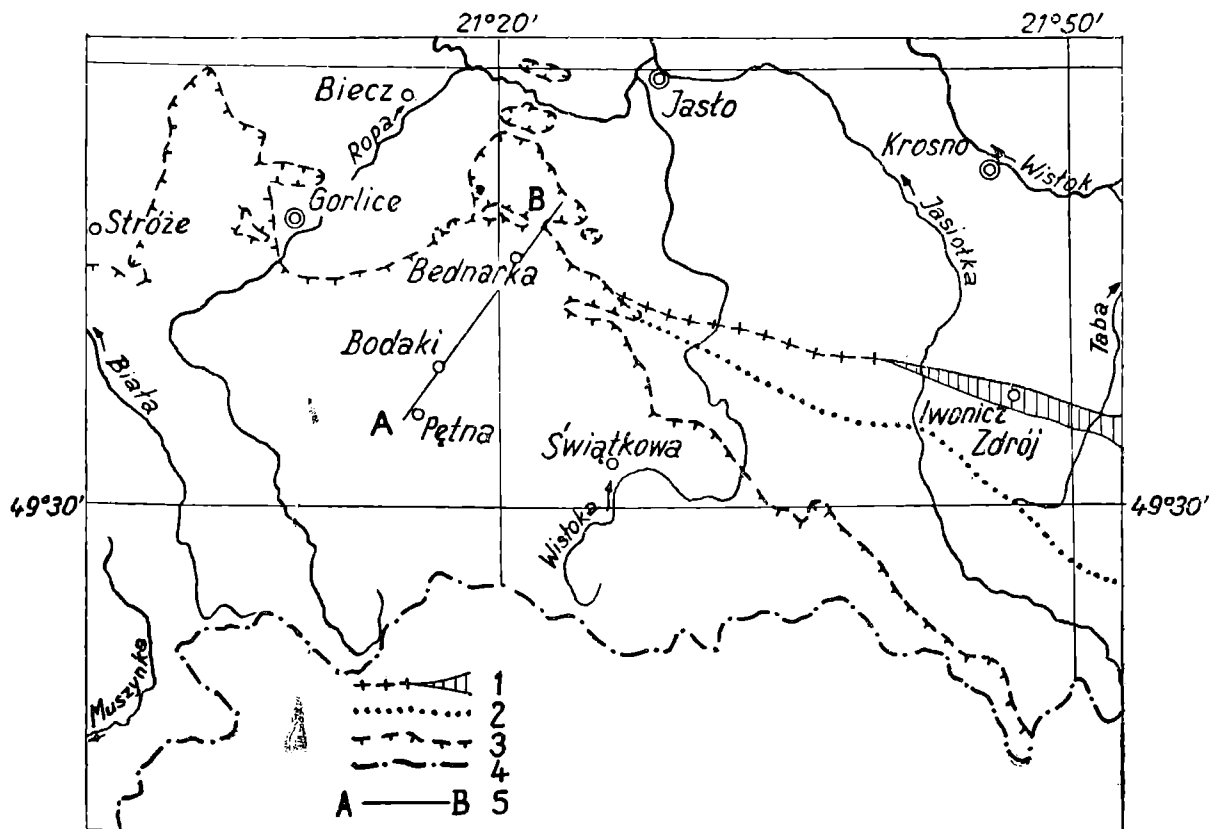 21°20'
21°50'
Biecz
Ropa
Jasło
Krosno
Wisłok
Gorlice
Stróże
B
Jasiołka
Bednarka
Taba
Bodaki
Biała
A
Pętna
Iwonicz
Zdrój
Świątkowa
49°30'
49°30'
Wisłoka
Muszynka
1
2
3
4
A B 5